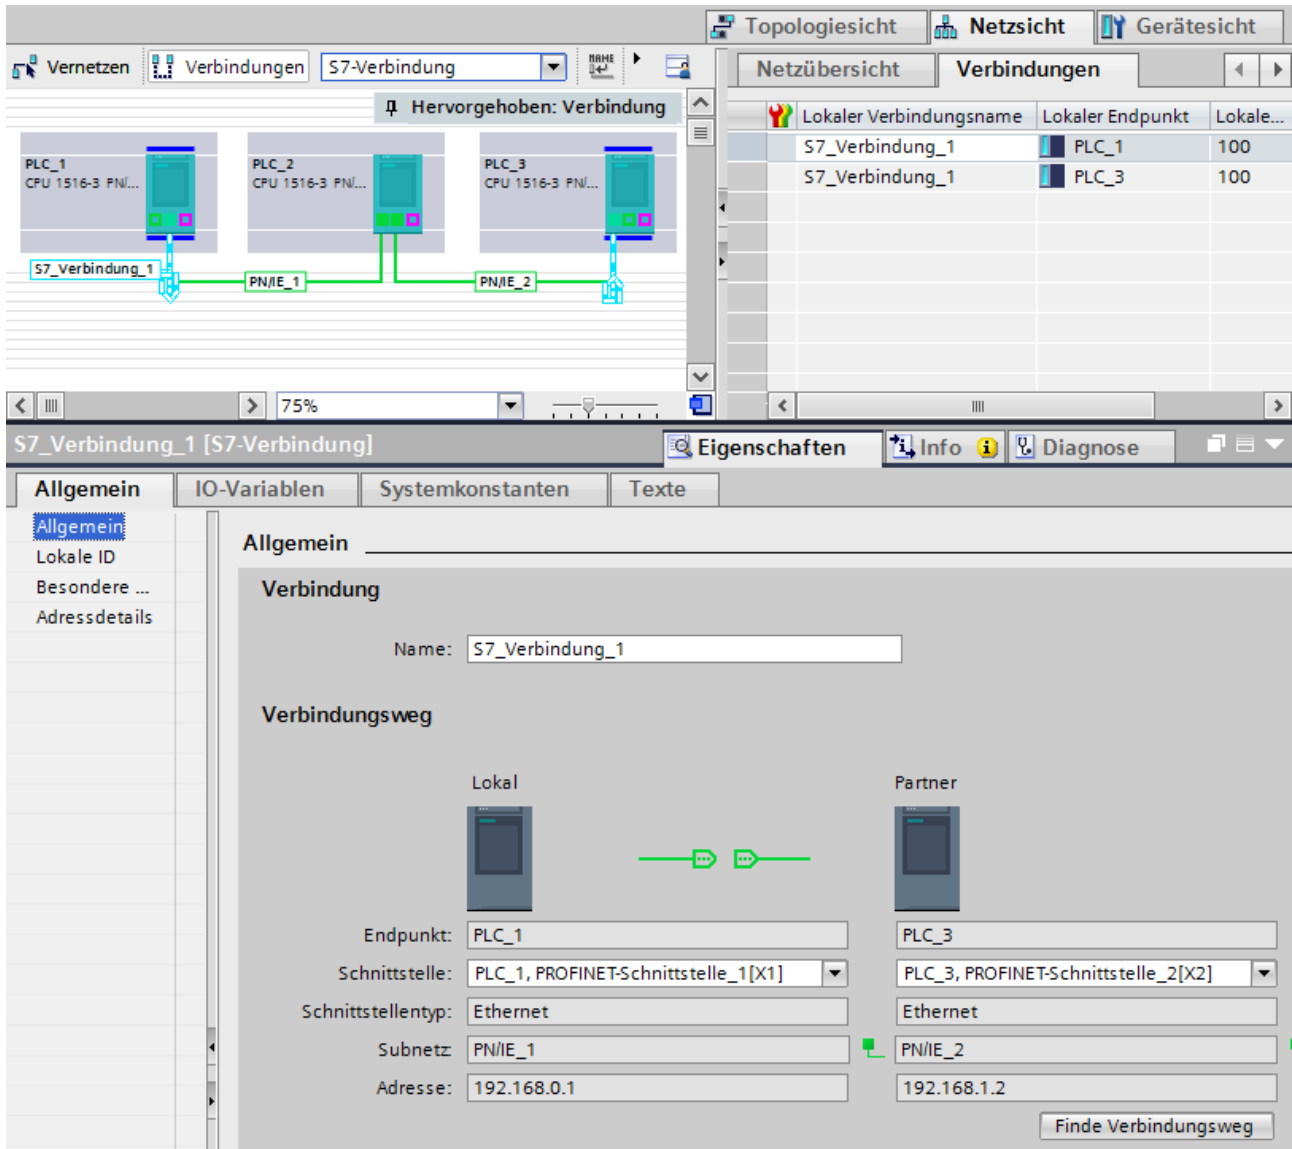 Topologiesicht Netzsicht Gerätesicht
Vernetzen Verbindungen S7-Verbindung NAME
Netzübersicht Verbindungen
Hervorgehoben: Verbindung
Lokaler Verbindungsname Lokaler Endpunkt Lokale...
S7_Verbindung_1 PLC_1 100
S7_Verbindung_1 PLC_3 100
PLC_1
CPU 1516-3 PN/...
PLC_2
CPU 1516-3 PN/...
PLC_3
CPU 1516-3 PN/...
S7_Verbindung_1
PN/IE_1
PN/IE_2
75%
S7_Verbindung_1 [S7-Verbindung]
Eigenschaften Info Diagnose
Allgemein IO-Variablen Systemkonstanten Texte
Allgemein
Lokale ID
Besondere ...
Adressdetails
Allgemein
Verbindung
Name: S7_Verbindung_1
Verbindungsweg
Lokal Partner
Endpunkt: PLC_1 PLC_3
Schnittstelle: PLC_1, PROFINET-Schnittstelle_1[X1] PLC_3, PROFINET-Schnittstelle_2[X2]
Schnittstellentyp: Ethernet Ethernet
Subnetz PN/IE_1 PN/IE_2
Adresse: 192.168.0.1 192.168.1.2
Finde Verbindungsweg